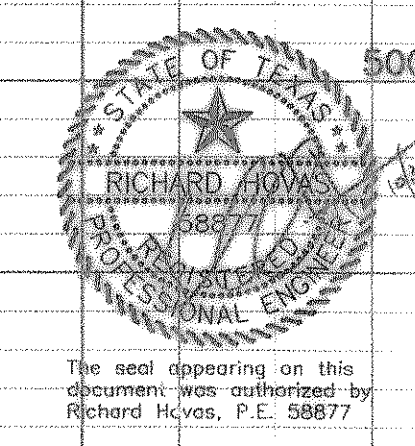 500
STATE OF TEXAS
RICHARD HOVAS
58877
REGISTERED
PROFESSIONAL ENGINEER
The seal appearing on this
document was authorized by
Richard Hovas, P.E. 58877